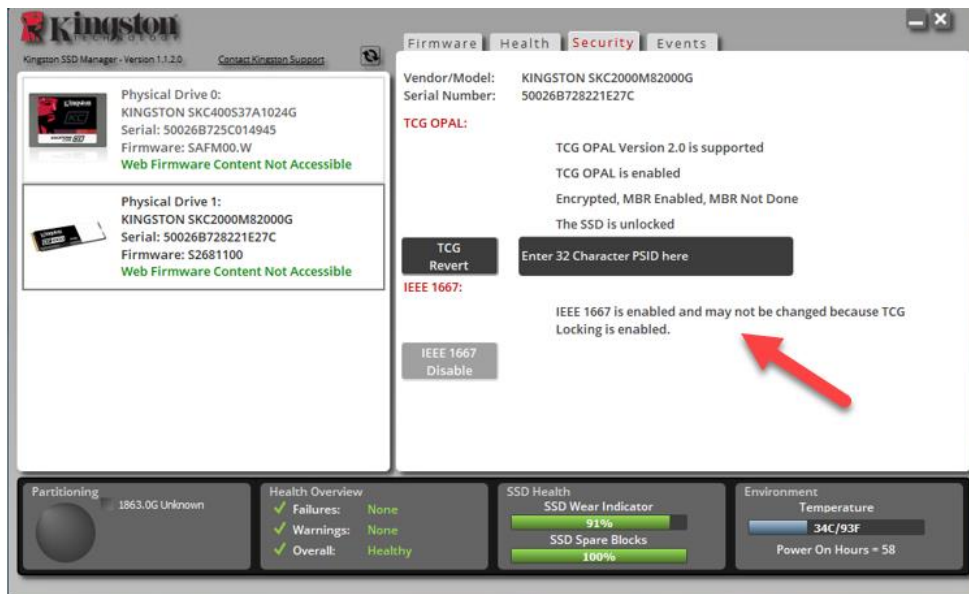 Kingston
TECHNOLOGY
Kingston SSD Manager - Version 1.1.2.0 Contact Kingston Support
Firmware Health Security Events
Physical Drive 0:
KINGSTON SKC400S37A1024G
Serial: 50026B725C014945
Firmware: SAFM00.W
Web Firmware Content Not Accessible
Physical Drive 1:
KINGSTON SKC2000M82000G
Serial: 50026B728221E27C
Firmware: S2681100
Web Firmware Content Not Accessible
Vendor/Model: KINGSTON SKC2000M82000G
Serial Number: 50026B728221E27C
TCG OPAL:
TCG OPAL Version 2.0 is supported
TCG OPAL is enabled
Encrypted, MBR Enabled, MBR Not Done
The SSD is unlocked
TCG
Revert
Enter 32 Character PSID here
IEEE 1667:
IEEE 1667 is enabled and may not be changed because TCG
Locking is enabled.
IEEE 1667
Disable
Partitioning
1863.0G Unknown
Health Overview
Failures: None
Warnings: None
Overall: Healthy
SSD Health
SSD Wear Indicator
91%
SSD Spare Blocks
100%
Environment
Temperature
34C/93F
Power On Hours = 58